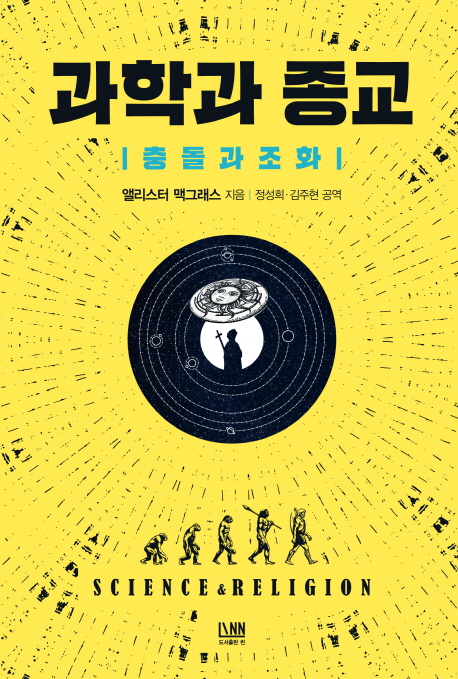 과학과 종교
| 충돌과조화 |
앨리스터 맥그래스 지음 | 정성희·김주현 공역
SCIENCE & RELIGION
LINN
도서출판 린